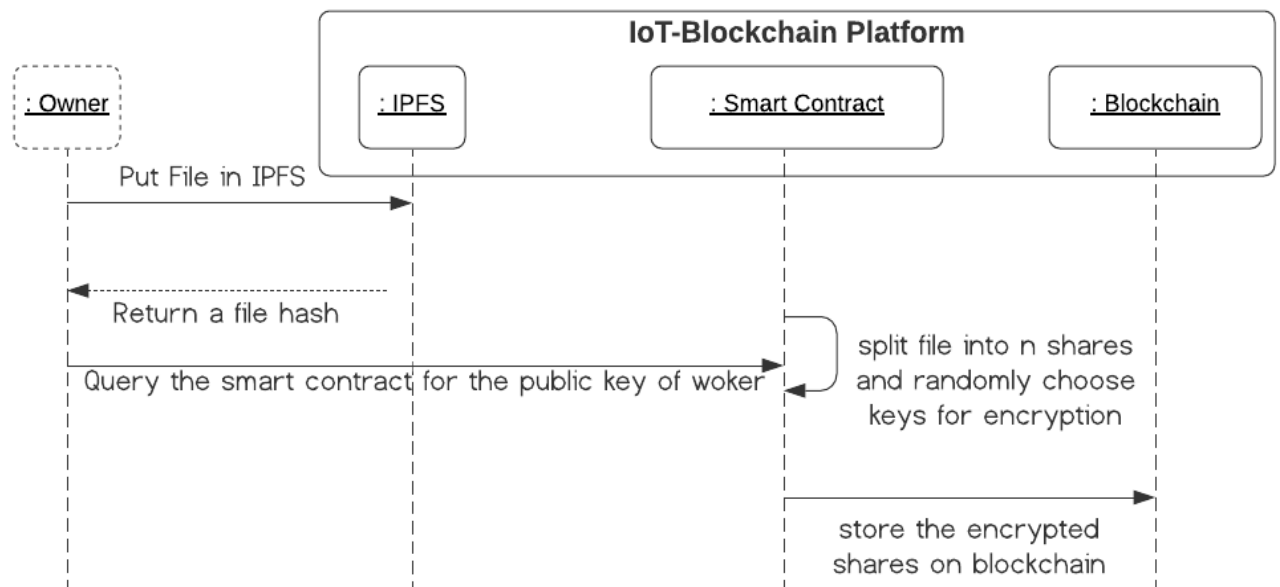 IoT-Blockchain Platform
: Owner
: IPFS
: Smart Contract
: Blockchain
Put File in IPFS
Return a file hash
split file into n shares
and randomly choose
keys for encryption
Query the smart contract for the public key of woker
store the encrypted
shares on blockchain